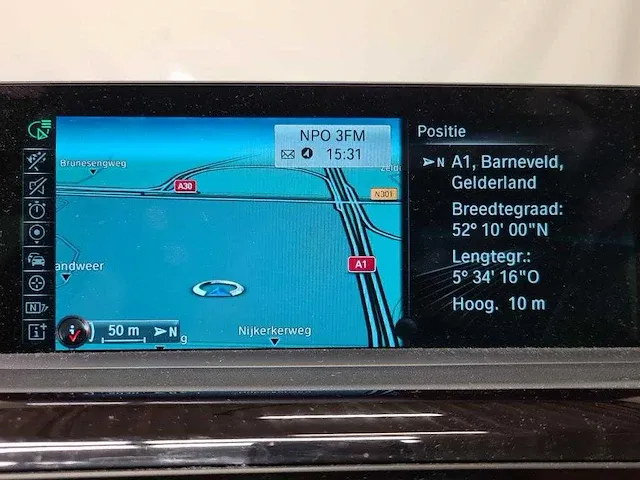 NPO 3FM
15:31
Brunesengweg
A30
N301
andweer
A1
50 m
N
g
Nijkerkerweg
N
Positie
N A1, Barneveld,
Gelderland
Breedtegraad:
52° 10' 00"N
Lengtegr.:
5° 34' 16"O
Hoog. 10 m